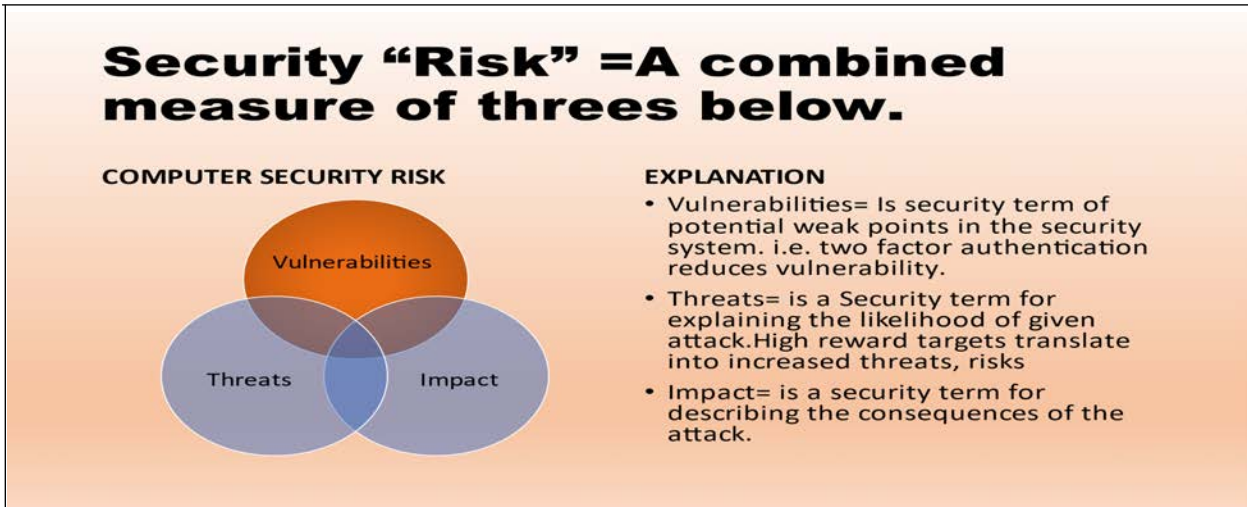 Security “Risk” =A combined
measure of threes below.
COMPUTER SECURITY RISK
Vulnerabilities
Threats
Impact
EXPLANATION
• Vulnerabilities= Is security term of
potential weak points in the security
system. i.e. two factor authentication
reduces vulnerability.
• Threats= is a Security term for
explaining the likelihood of given
attack.High reward targets translate
into increased threats, risks
• Impact= is a security term for
describing the consequences of the
attack.